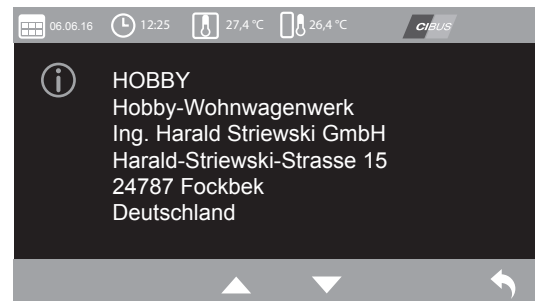 06.06.16 12:25 27,4 °C 26,4 °C CIBUS
HOBBY
Hobby-Wohnwagenwerk
Ing. Harald Striewski GmbH
Harald-Striewski-Strasse 15
24787 Fockbek
Deutschland